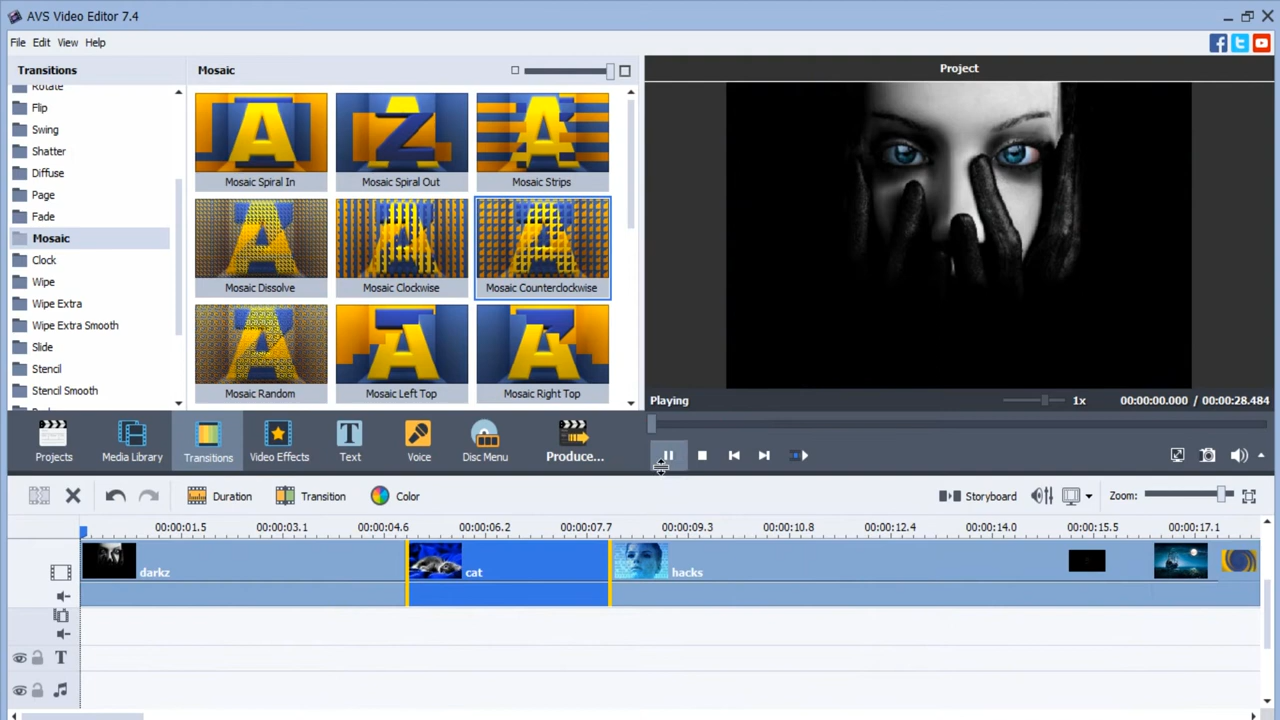 AVS Video Editor 7.4
File Edit View Help
Transitions
Mosaic
Project
Rotate
Flip
Swing
Shatter
Diffuse
Page
Fade
Mosaic
Clock
Wipe
Wipe Extra
Wipe Extra Smooth
Slide
Stencil
Stencil Smooth
Mosaic Spiral In
Mosaic Spiral Out
Mosaic Strips
Mosaic Dissolve
Mosaic Clockwise
Mosaic Counterclockwise
Mosaic Random
Mosaic Left Top
Mosaic Right Top
Playing
1x
00:00:00.000 / 00:00:28.484
Projects
Media Library
Transitions
Video Effects
Text
Voice
Disc Menu
Produce...
Duration
Transition
Color
Storyboard
Zoom:
00:00:01.5 00:00:03.1 00:00:04.6 00:00:06.2 00:00:07.7 00:00:09.3 00:00:10.8 00:00:12.4 00:00:14.0 00:00:15.5 00:00:17.1
darkz
cat
hacks